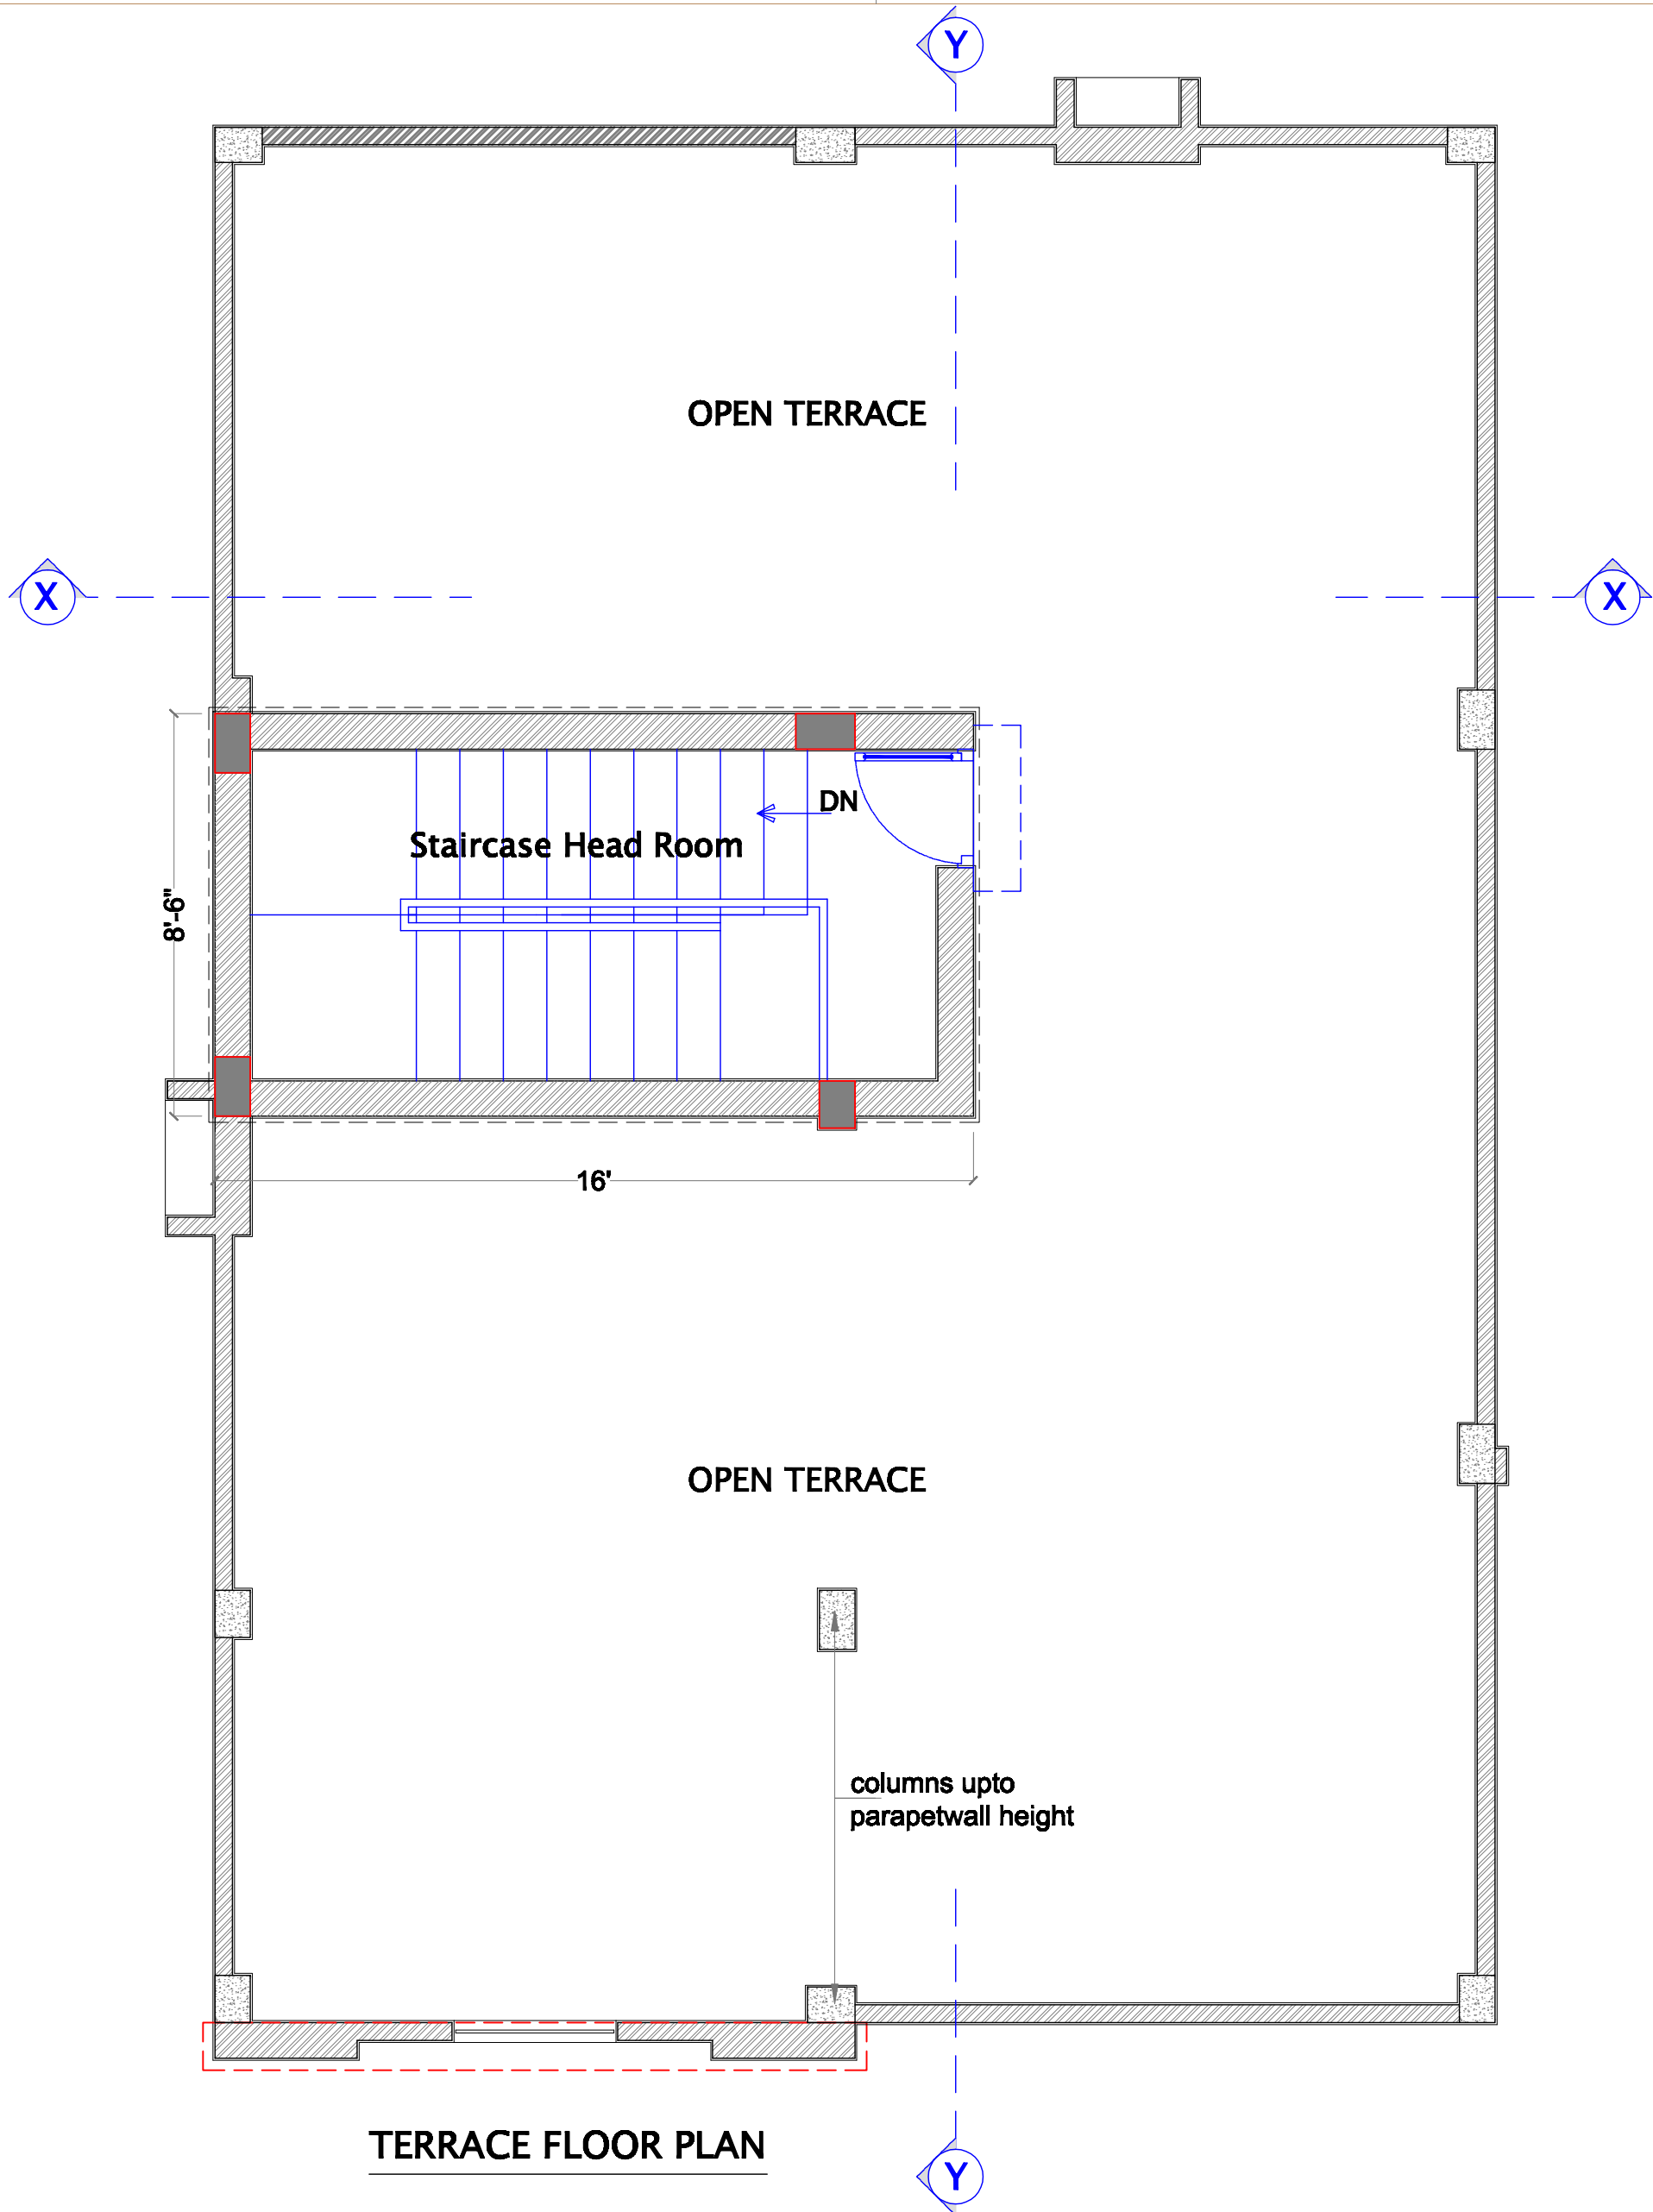 Y
OPEN TERRACE
X
X
DN
Staircase Head Room
8'-6"
16'
OPEN TERRACE
columns upto
parapetwall height
TERRACE FLOOR PLAN
Y